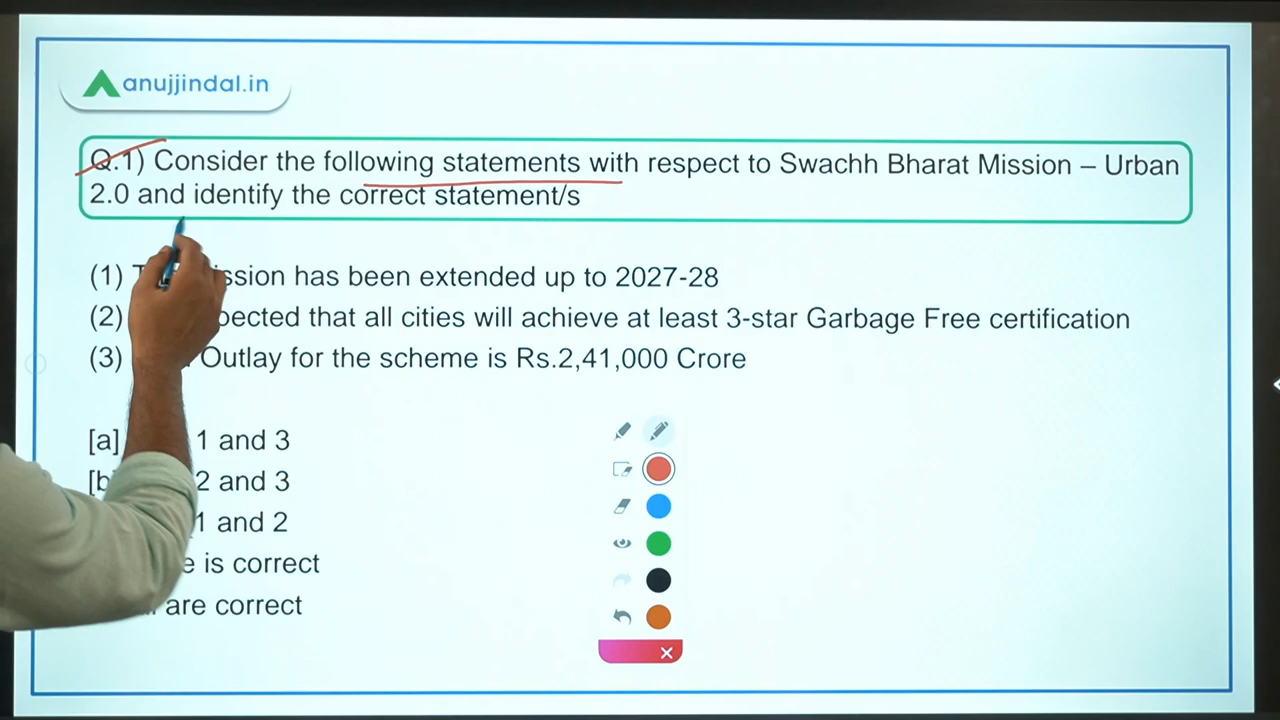 anujjindal.in
Q.1) Consider the following statements with respect to Swachh Bharat Mission – Urban
2.0 and identify the correct statement/s
(1) has been extended up to 2027-28
(2) that all cities will achieve at least 3-star Garbage Free certification
(3) Outlay for the scheme is Rs.2,41,000 Crore
[a] 1 and 3
2 and 3
1 and 2
is correct
are correct